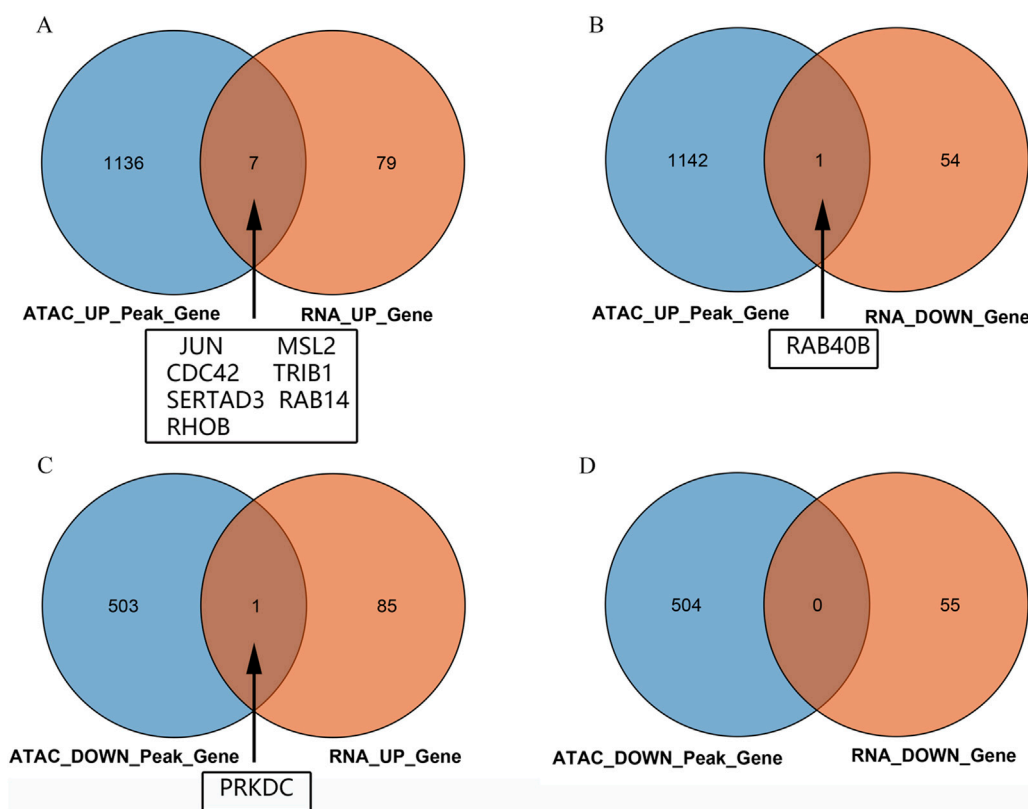 A
B
1136 7 79
1142 1 54
ATAC_UP_Peak_Gene RNA_UP_Gene
ATAC_UP_Peak_Gene RNA_DOWN_Gene
JUN MSL2
CDC42 TRIB1
SERTAD3 RAB14
RHOB
RAB40B
C
D
503 1 85
504 0 55
ATAC_DOWN_Peak_Gene RNA_UP_Gene
ATAC_DOWN_Peak_Gene RNA_DOWN_Gene
PRKDC